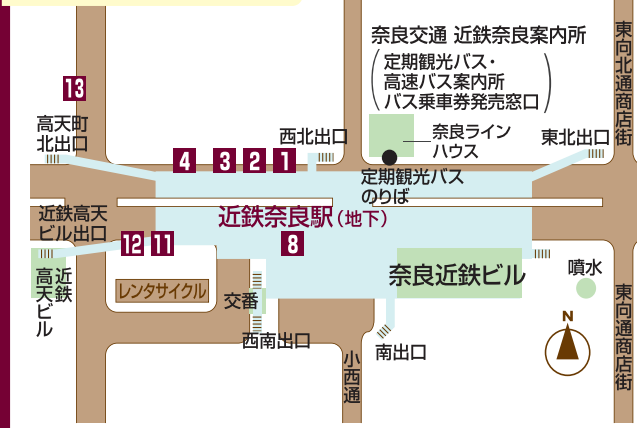 奈良交通 近鉄奈良案内所
定期観光バス・
高速バス案内所
バス乗車券発売窓口
東向北通商店街
13
高天町
北出口
西北出口
奈良ライン
ハウス
東北出口
4
3
2
1
定期観光バス
のりば
近鉄高天
ビル出口
近鉄奈良駅(地下)
12
11
8
近鉄
高天ビル
レンタサイクル
交番
奈良近鉄ビル
噴水
西南出口
小西通
南出口
N
東向通商店街